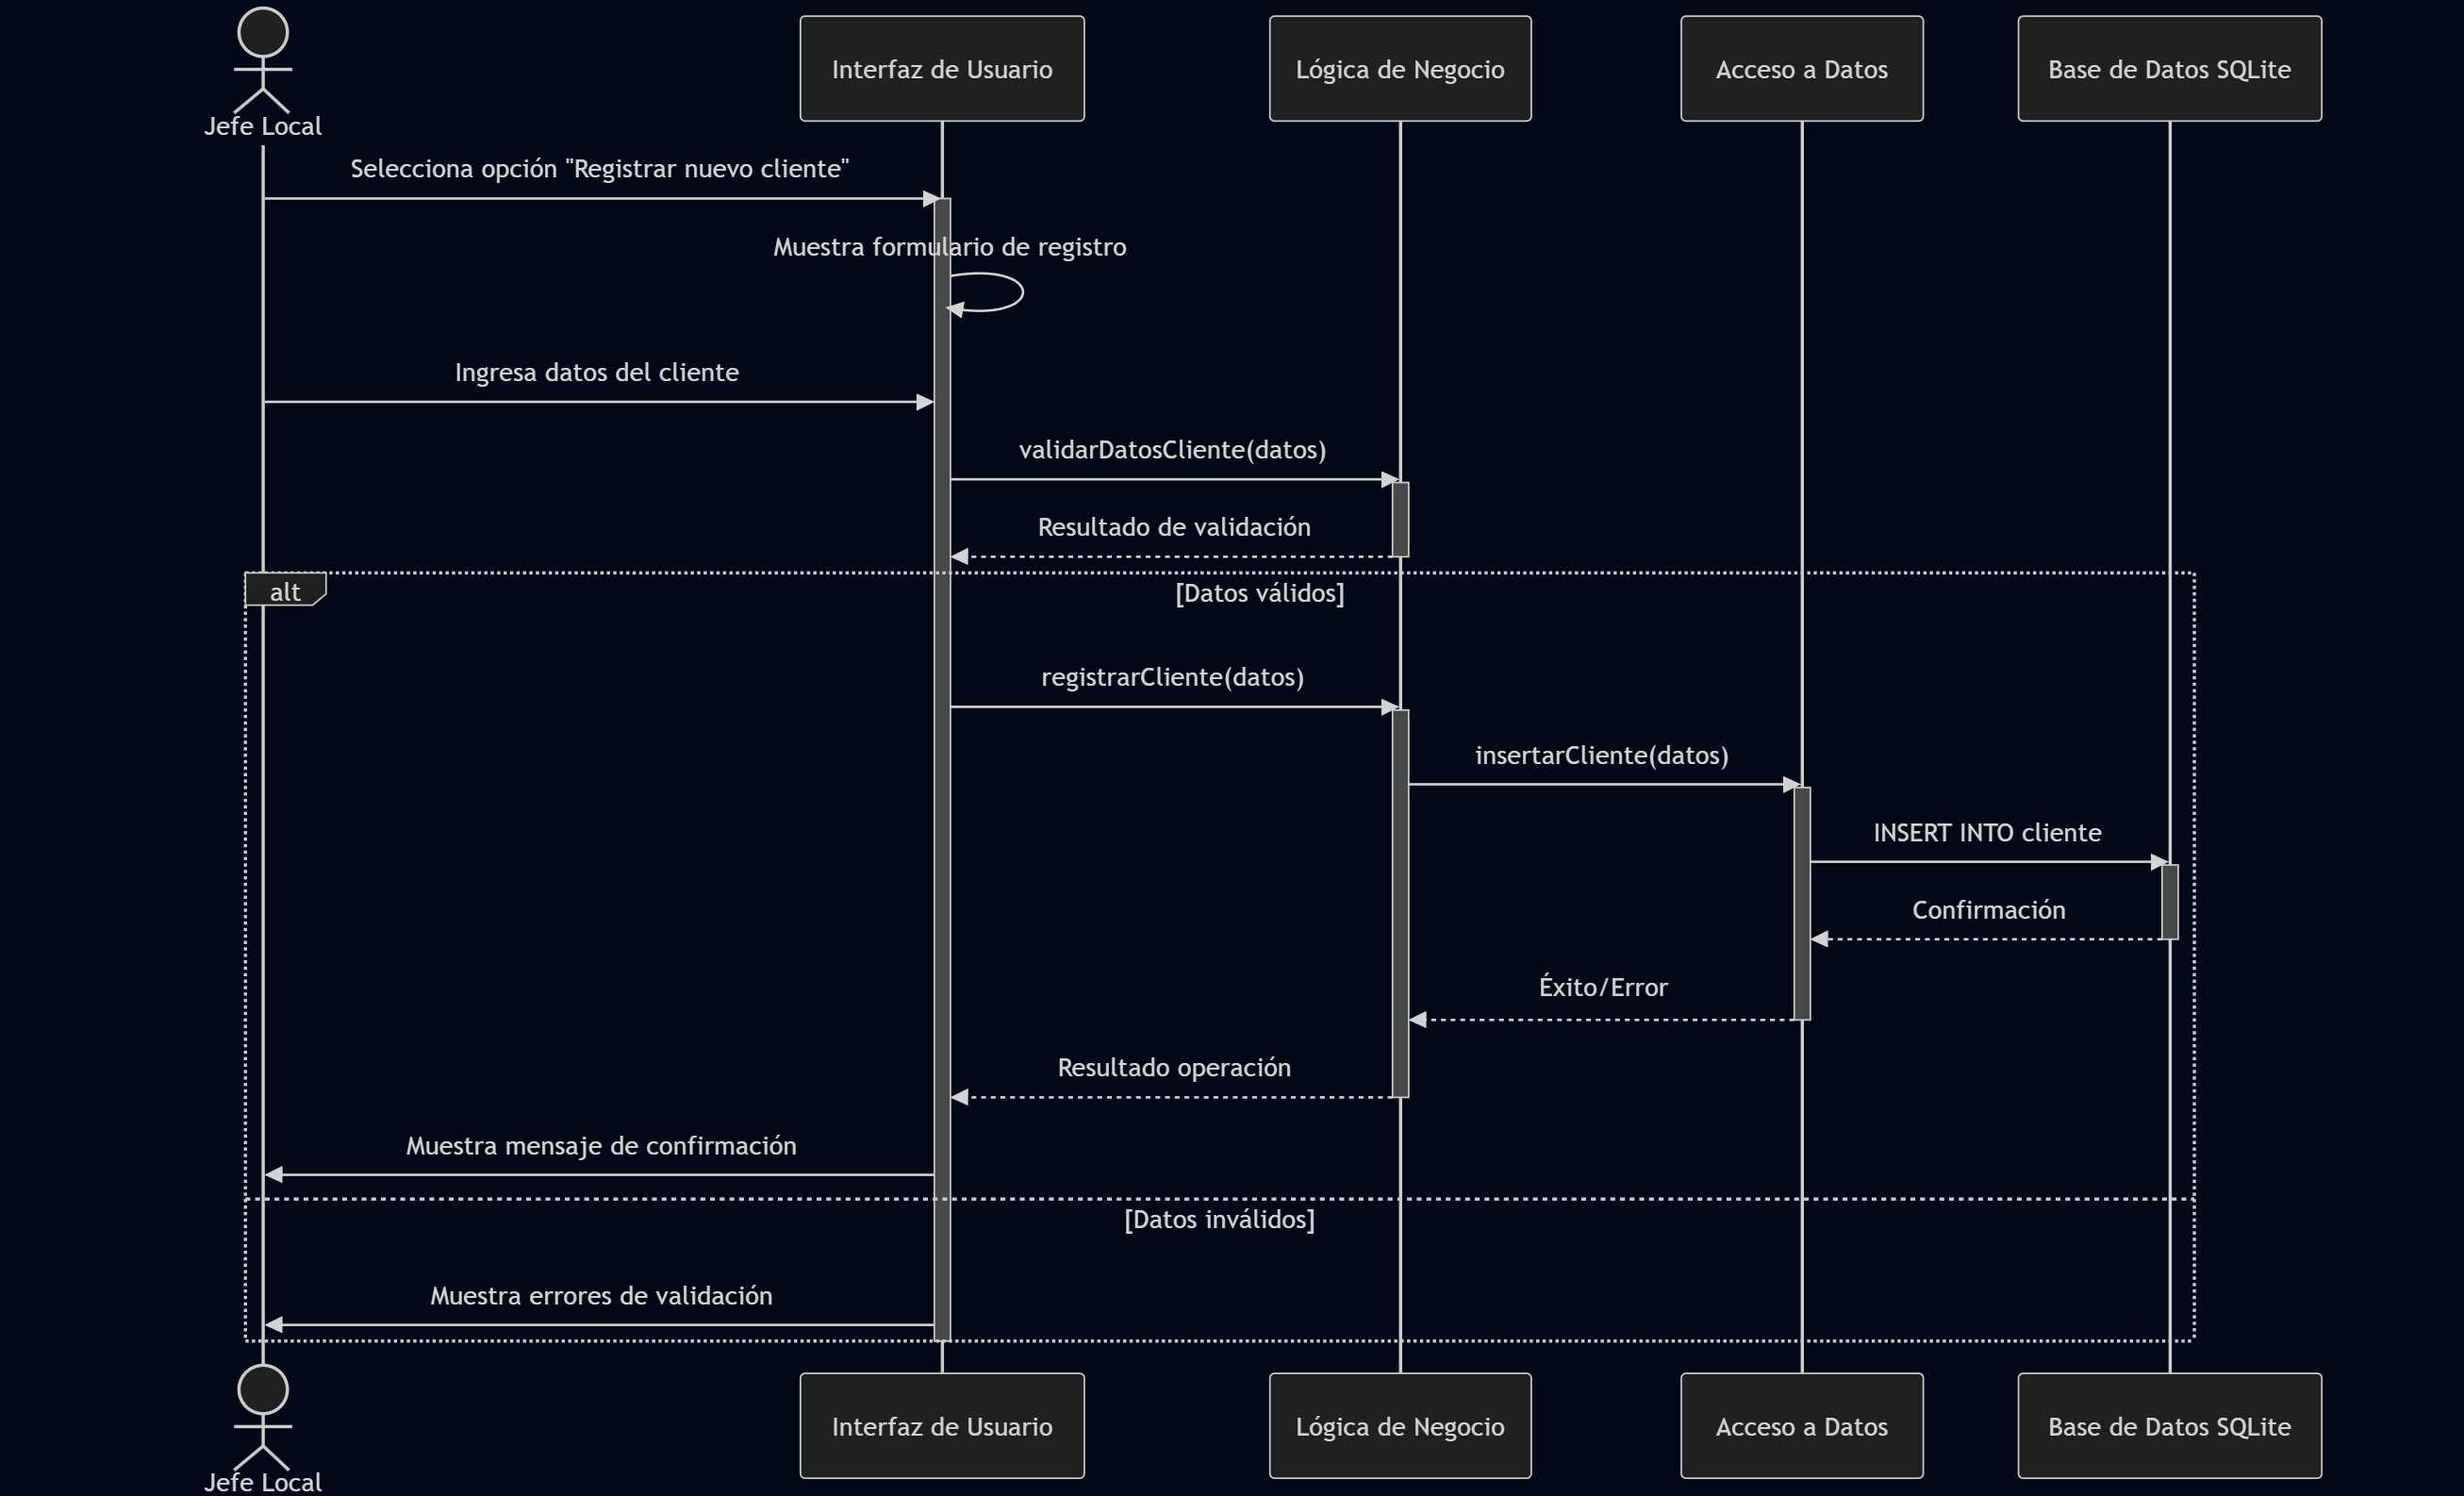 Jefe Local
Interfaz de Usuario
Lógica de Negocio
Acceso a Datos
Base de Datos SQLite
Selecciona opción "Registrar nuevo cliente"
Muestra formulario de registro
Ingresa datos del cliente
validarDatosCliente(datos)
Resultado de validación
alt
[Datos válidos]
registrarCliente(datos)
insertarCliente(datos)
INSERT INTO cliente
Confirmación
Éxito/Error
Resultado operación
Muestra mensaje de confirmación
[Datos inválidos]
Muestra errores de validación
Jefe Local
Interfaz de Usuario
Lógica de Negocio
Acceso a Datos
Base de Datos SQLite